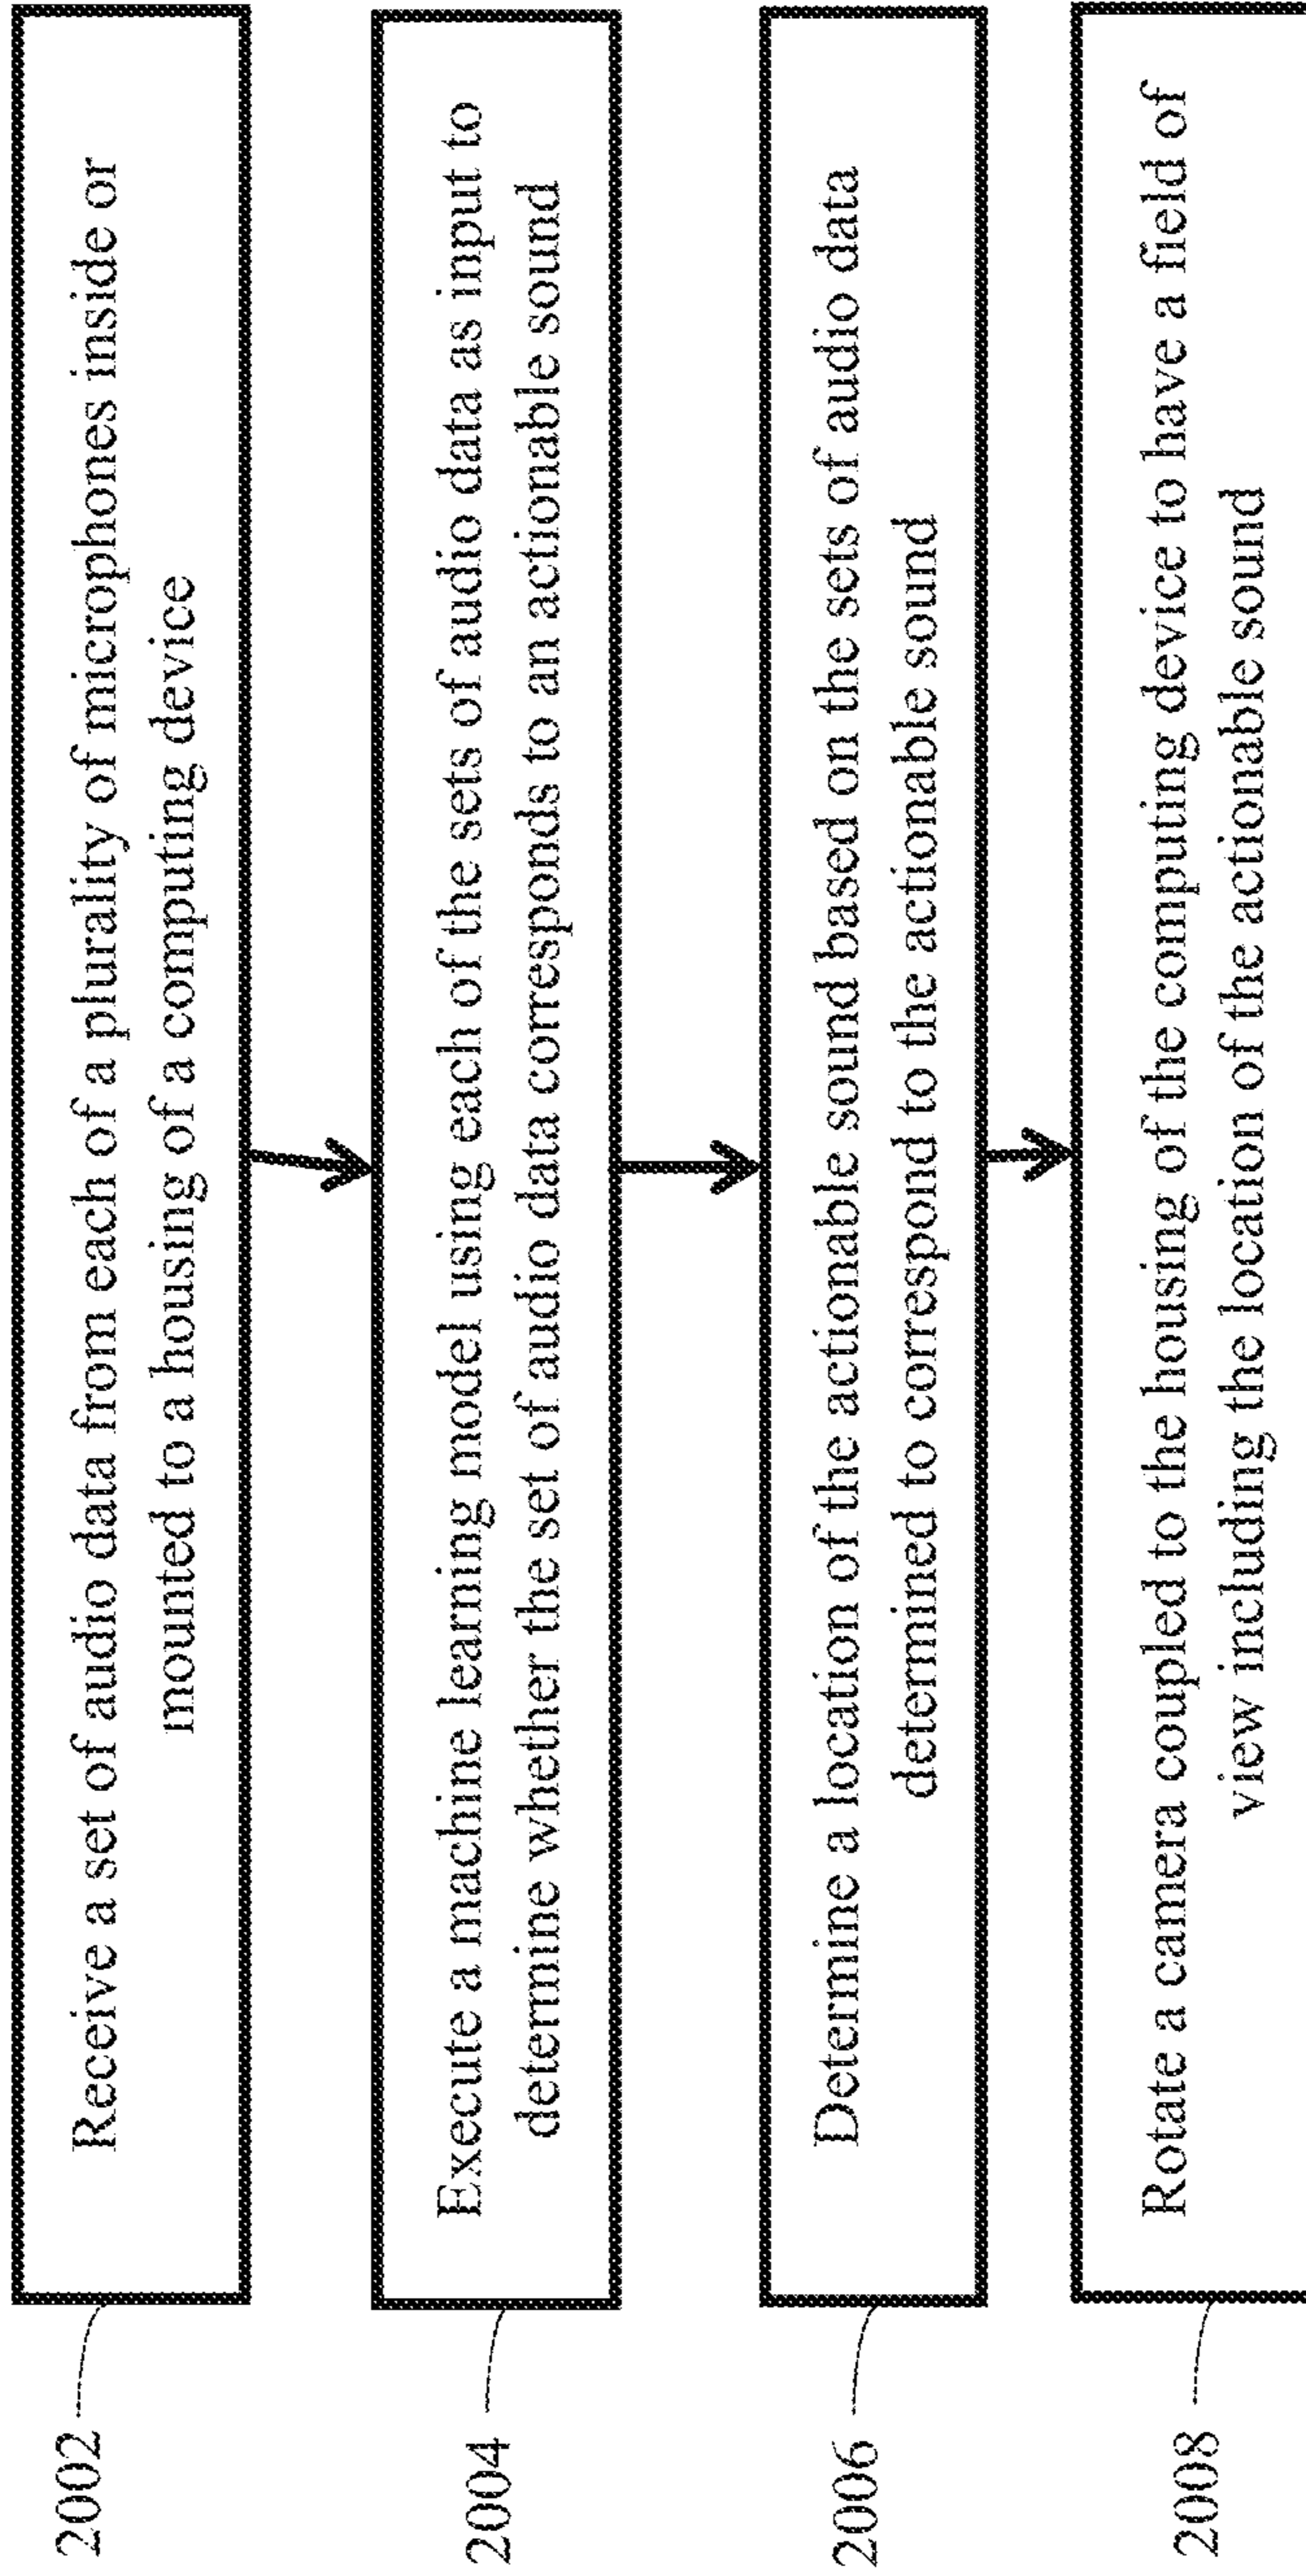 2002
Receive a set of audio data from each of a plurality of microphones inside or
mounted to a housing of a computing device
2004
Execute a machine learning model using each of the sets of audio data as input to
determine whether the set of audio data corresponds to an actionable sound
2006
Determine a location of the actionable sound based on the sets of audio data
determined to correspond to the actionable sound
2008
Rotate a camera coupled to the housing of the computing device to have a field of
view including the location of the actionable sound